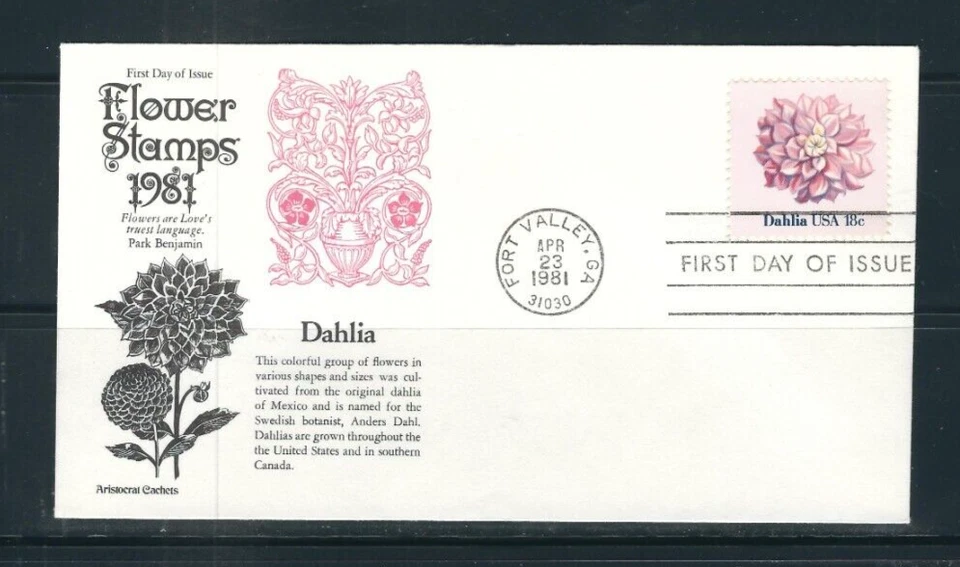 First Day of Issue
Flower
Stamps
1981
Flowers are Love's
truest language.
Park Benjamin
Aristocrat Cachets
Dahlia
This colorful group of flowers in
various shapes and sizes was cul-
tivated from the original dahlia
of Mexico and is named for the
Swedish botanist, Anders Dahl.
Dahlias are grown throughout the
the United States and in southern
Canada.
FORT VALLEY, GA
APR
23
1981
31030
Dahlia USA 18c
FIRST DAY OF ISSUE